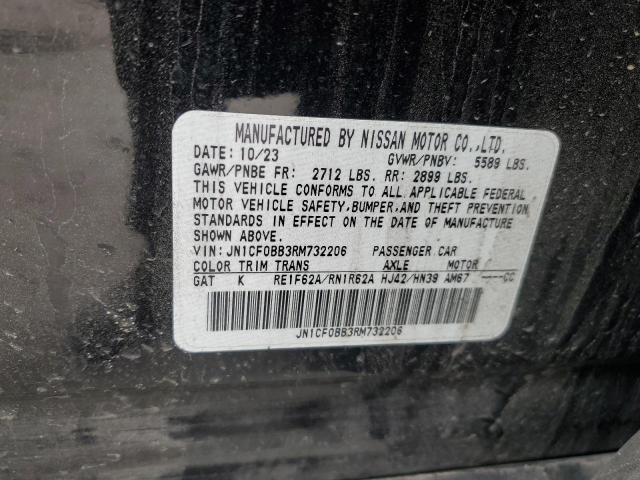 MANUFACTURED BY NISSAN MOTOR CO.,LTD.
DATE: 10/23 GVWR/PNBV: 5589 LBS.
GAWR/PNBE FR: 2712 LBS. RR: 2899 LBS.
THIS VEHICLE CONFORMS TO ALL APPLICABLE FEDERAL
MOTOR VEHICLE SAFETY,BUMPER,AND THEFT PREVENTION
STANDARDS IN EFFECT ON THE DATE OF MANUFACTURE
SHOWN ABOVE.
VIN: JN1CF0BB3RM732206 PASSENGER CAR
COLOR TRIM TRANS AXLE MOTOR
GAT K RE1F62A/RN1R62A HJ42/HN39 AM67 ----CC
JN1CF0BB3RM732206